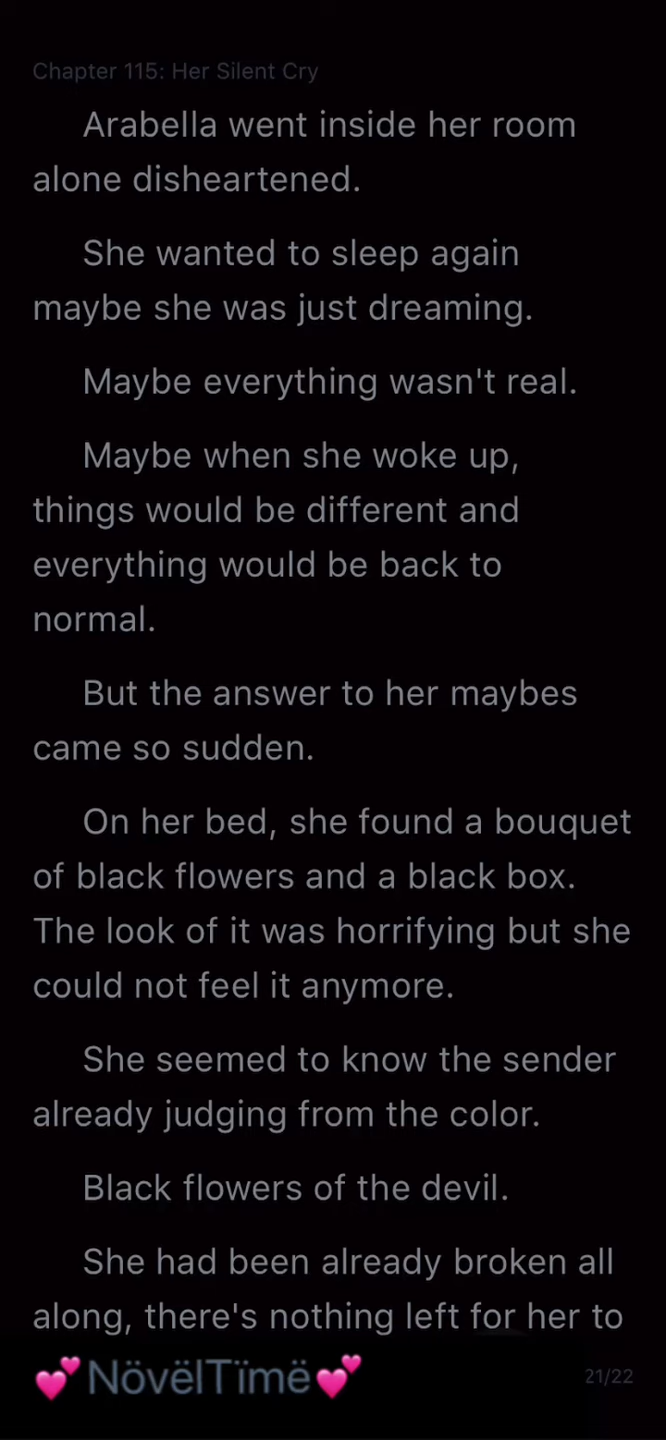 Chapter 115: Her Silent Cry
Arabella went inside her room
alone disheartened.
She wanted to sleep again
maybe she was just dreaming.
Maybe everything wasn't real.
Maybe when she woke up,
things would be different and
everything would be back to
normal.
But the answer to her maybes
came so sudden.
On her bed, she found a bouquet
of black flowers and a black box.
The look of it was horrifying but she
could not feel it anymore.
She seemed to know the sender
already judging from the color.
Black flowers of the devil.
She had been already broken all
along, there's nothing left for her to
💕NövëlTïmë💕
21/22